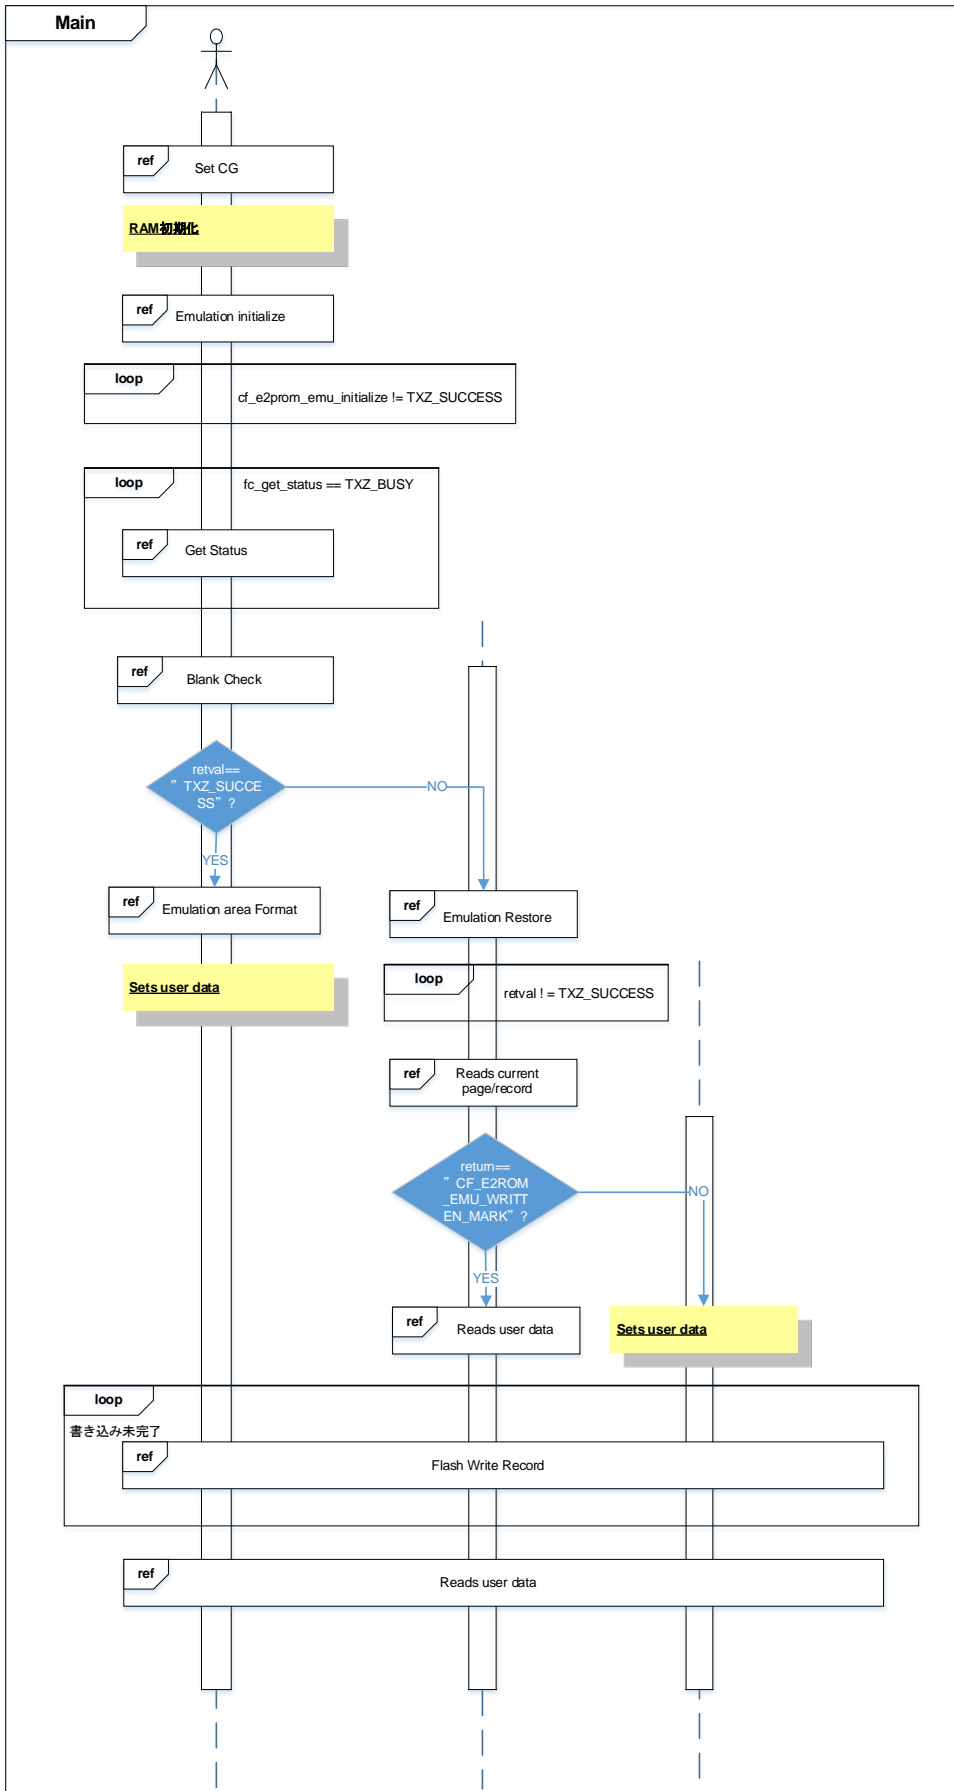 Main
ref
Set CG
RAM初期化
ref
Emulation initialize
loop
cf_e2prom_emu_initialize != TXZ_SUCCESS
loop
fc_get_status == TXZ_BUSY
ref
Get Status
ref
Blank Check
retval==
”TXZ_SUCCE
SS”?
NO
YES
ref
Emulation area Format
ref
Emulation Restore
Sets user data
loop
retval ! = TXZ_SUCCESS
ref
Reads current
page/record
return==
”CF_E2ROM
_EMU_WRITT
EN_MARK”?
NO
YES
ref
Reads user data
Sets user data
loop
書き込み未完了
ref
Flash Write Record
ref
Reads user data